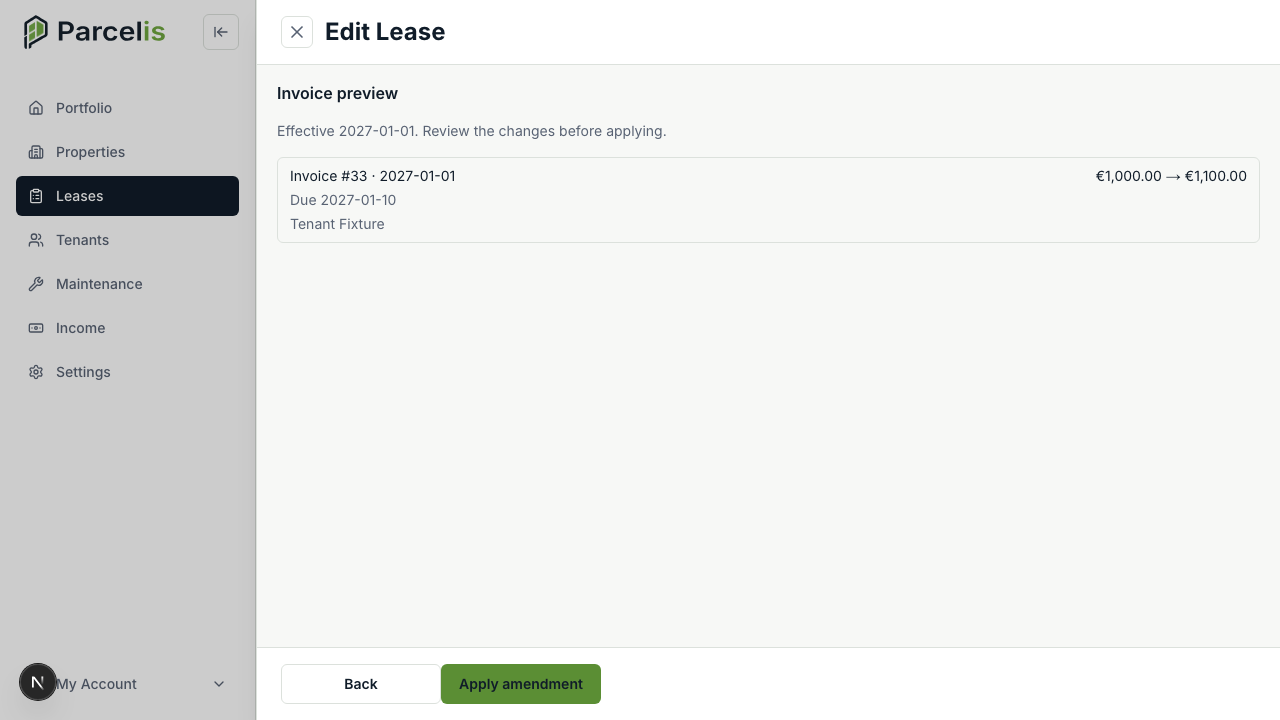 Parcelis
Edit Lease
Portfolio
Properties
Leases
Tenants
Maintenance
Income
Settings
N
My Account
Invoice preview
Effective 2027-01-01. Review the changes before applying.
Invoice #33 · 2027-01-01 €1,000.00 → €1,100.00
Due 2027-01-10
Tenant Fixture
Back
Apply amendment